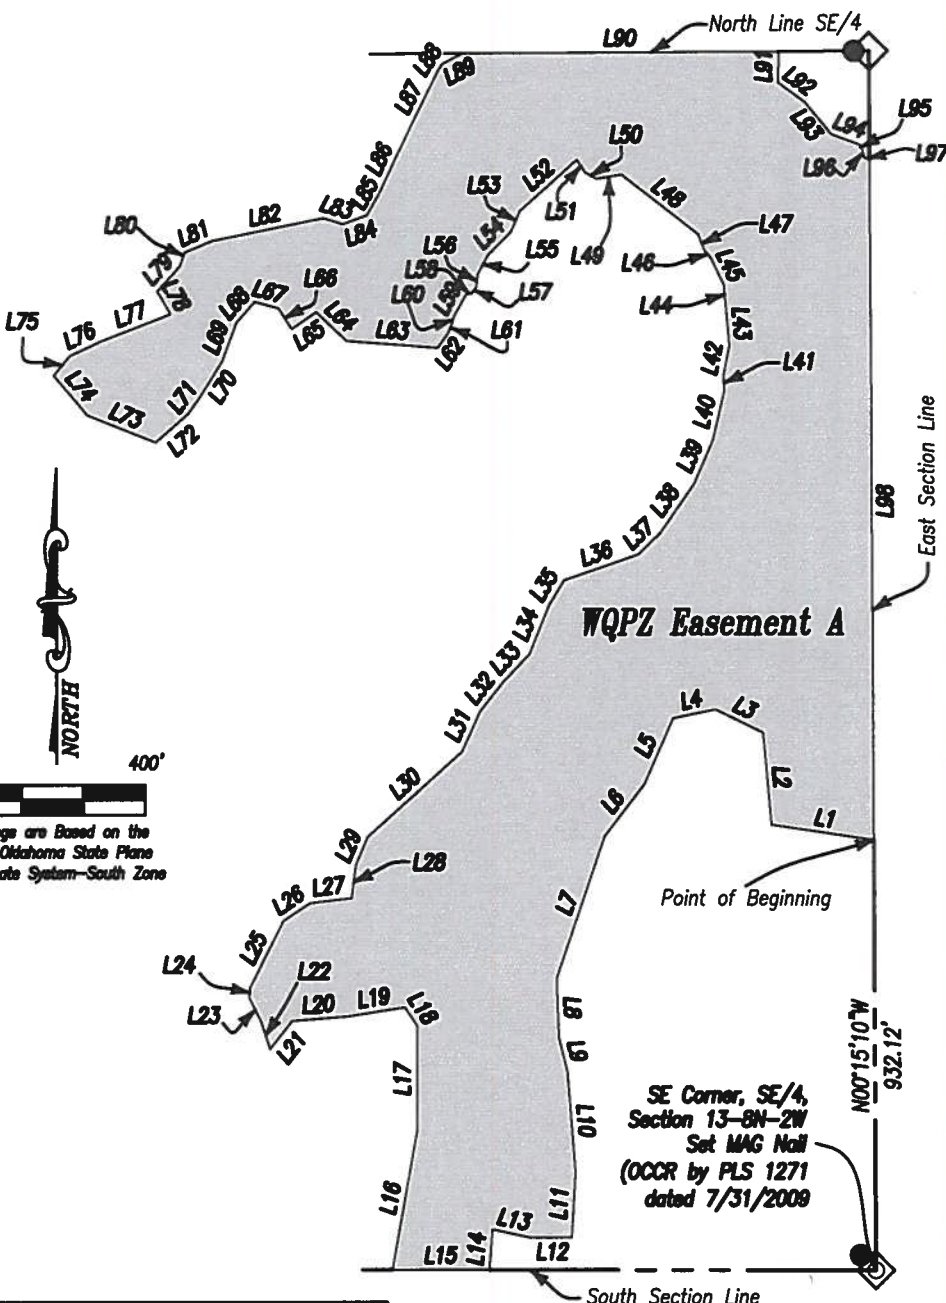 North Line SE/4
L90
L88
L89
L91
L92
L87
L93
L94
L95
L50
L96
L97
L86
L52
L53
L51
L48
L85
L83
L82
L84
L80
L81
L54
L47
L79
L56
L55
L49
L46
L45
L58
L78
L66
L60
L59
L57
L44
L68
L67
L77
L75
L76
L65
L64
L63
L61
L43
L69
L62
L42
L74
L70
L41
L71
L40
L73
L72
L39
East Section Line
L98
L38
L37
L36
L35
WQPZ Easement A
L34
L33
NORTH
L32
L31
L4
L3
L5
400'
L30
L2
L6
gs are Based on the
Oklahoma State Plane
ate System-South Zone
L1
L29
L28
L27
Point of Beginning
L26
L7
L25
L24
L22
L23
L20
L19
L18
L8
L21
L9
N00°15'10"W
932.12'
L17
SE Corner, SE/4,
Section 13-8N-2W
Set MAG Nail
(OCCR by PLS 1271
dated 7/31/2009
L10
L16
L13
L11
L15
L14
L12
South Section Line